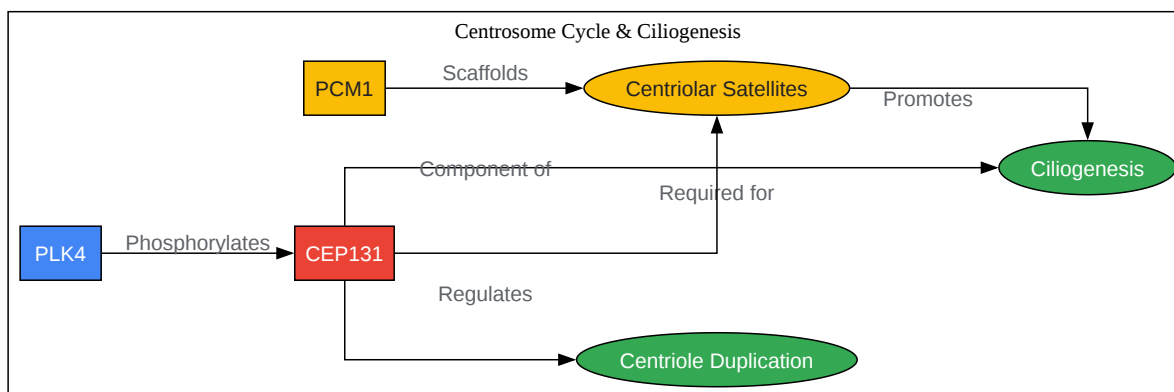 Centrosome Cycle & Ciliogenesis
PCM1
Scaffolds
Centriolar Satellites
Promotes
Component of
Ciliogenesis
Required for
PLK4
Phosphorylates
CEP131
Regulates
Centriole Duplication